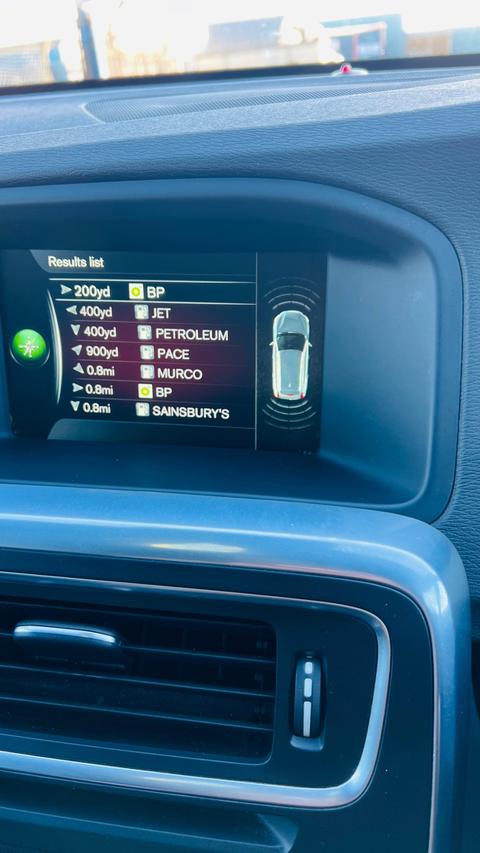 Results list
200yd BP
400yd JET
400yd PETROLEUM
900yd PACE
0.8mi MURCO
0.8mi BP
0.8mi SAINSBURY'S